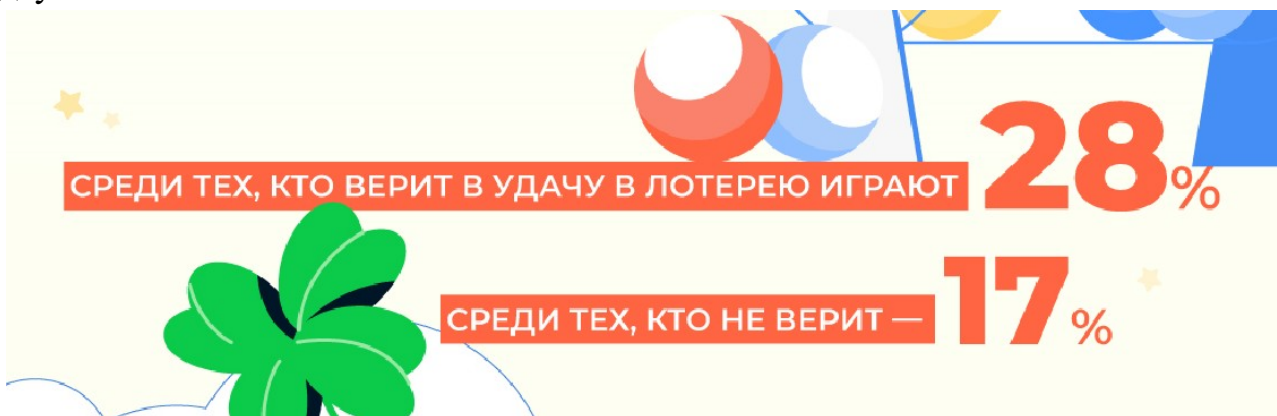 СРЕДИ ТЕХ, КТО ВЕРИТ В УДАЧУ В ЛОТЕРЕЮ ИГРАЮТ 28%
СРЕДИ ТЕХ, КТО НЕ ВЕРИТ — 17%